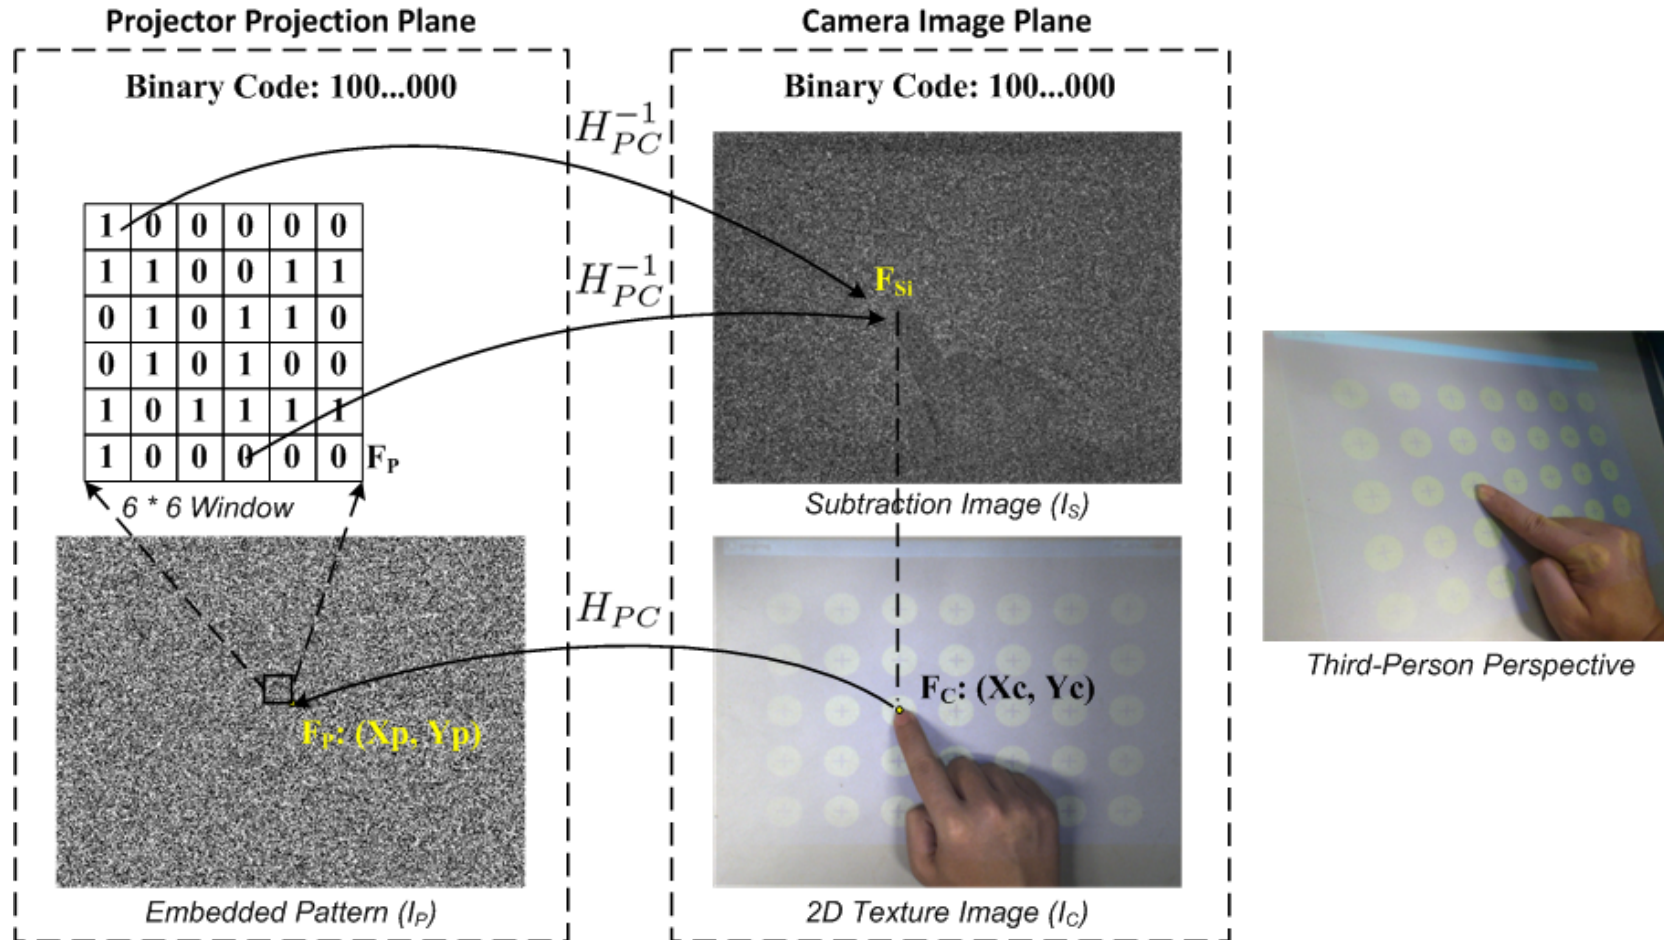 Projector Projection Plane
Binary Code: 100...000
1 0 0 0 0 0
1 1 0 0 1 1
0 1 0 1 1 0
0 1 0 1 0 0
1 0 1 1 1 1
1 0 0 0 0 0 F_P
6 * 6 Window
F_P: (Xp, Yp)
Embedded Pattern (I_P)
H_{PC}^{-1}
H_{PC}^{-1}
H_{PC}
Camera Image Plane
Binary Code: 100...000
F_{Si}
Subtraction Image (I_S)
F_C: (Xc, Yc)
2D Texture Image (I_C)
Third-Person Perspective